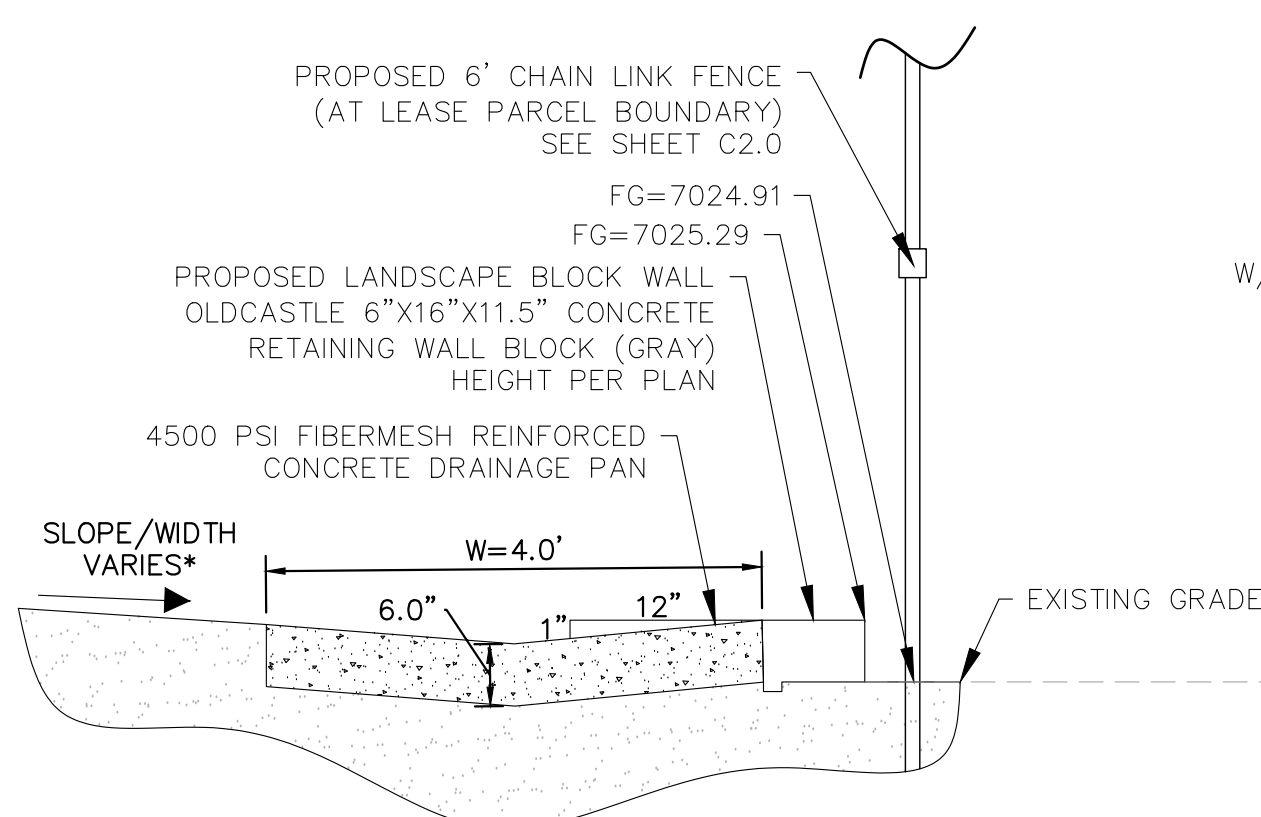 PROPOSED 6' CHAIN LINK FENCE
(AT LEASE PARCEL BOUNDARY)
SEE SHEET C2.0
FG=7024.91
FG=7025.29
PROPOSED LANDSCAPE BLOCK WALL
OLDCASTLE 6"X16"X11.5" CONCRETE
RETAINING WALL BLOCK (GRAY)
HEIGHT PER PLAN
4500 PSI FIBERMESH REINFORCED
CONCRETE DRAINAGE PAN
SLOPE/WIDTH
VARIES*
W=4.0'
6.0"
1"
12"
EXISTING GRADE
W/